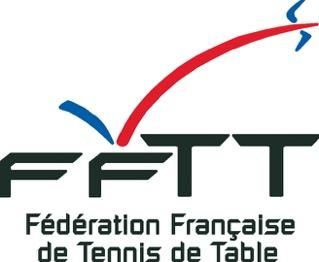 FFTT
Fédération Française
de Tennis de Table